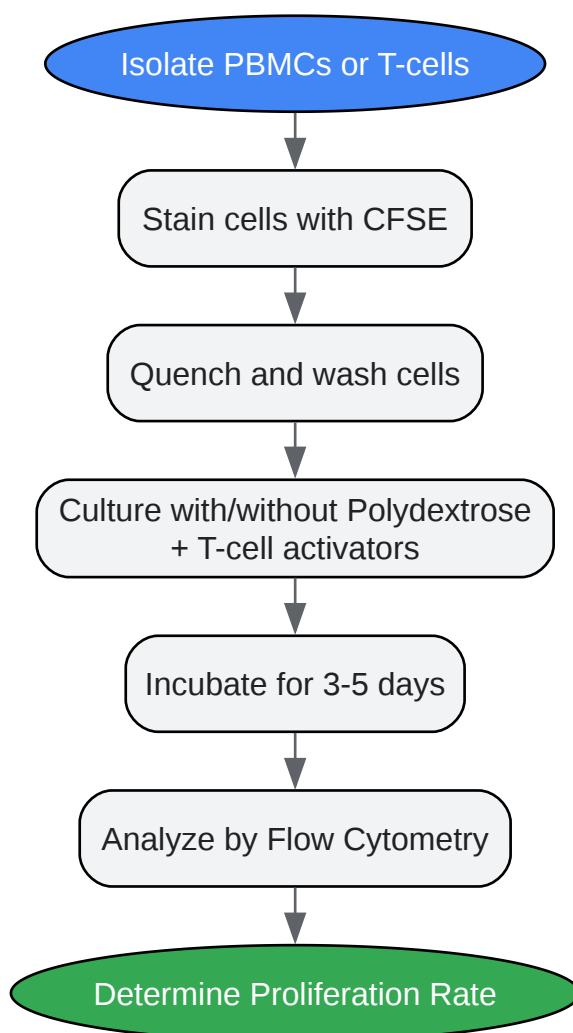 Isolate PBMCs or T-cells
Stain cells with CFSE
Quench and wash cells
Culture with/without Polydextrose
+ T-cell activators
Incubate for 3-5 days
Analyze by Flow Cytometry
Determine Proliferation Rate